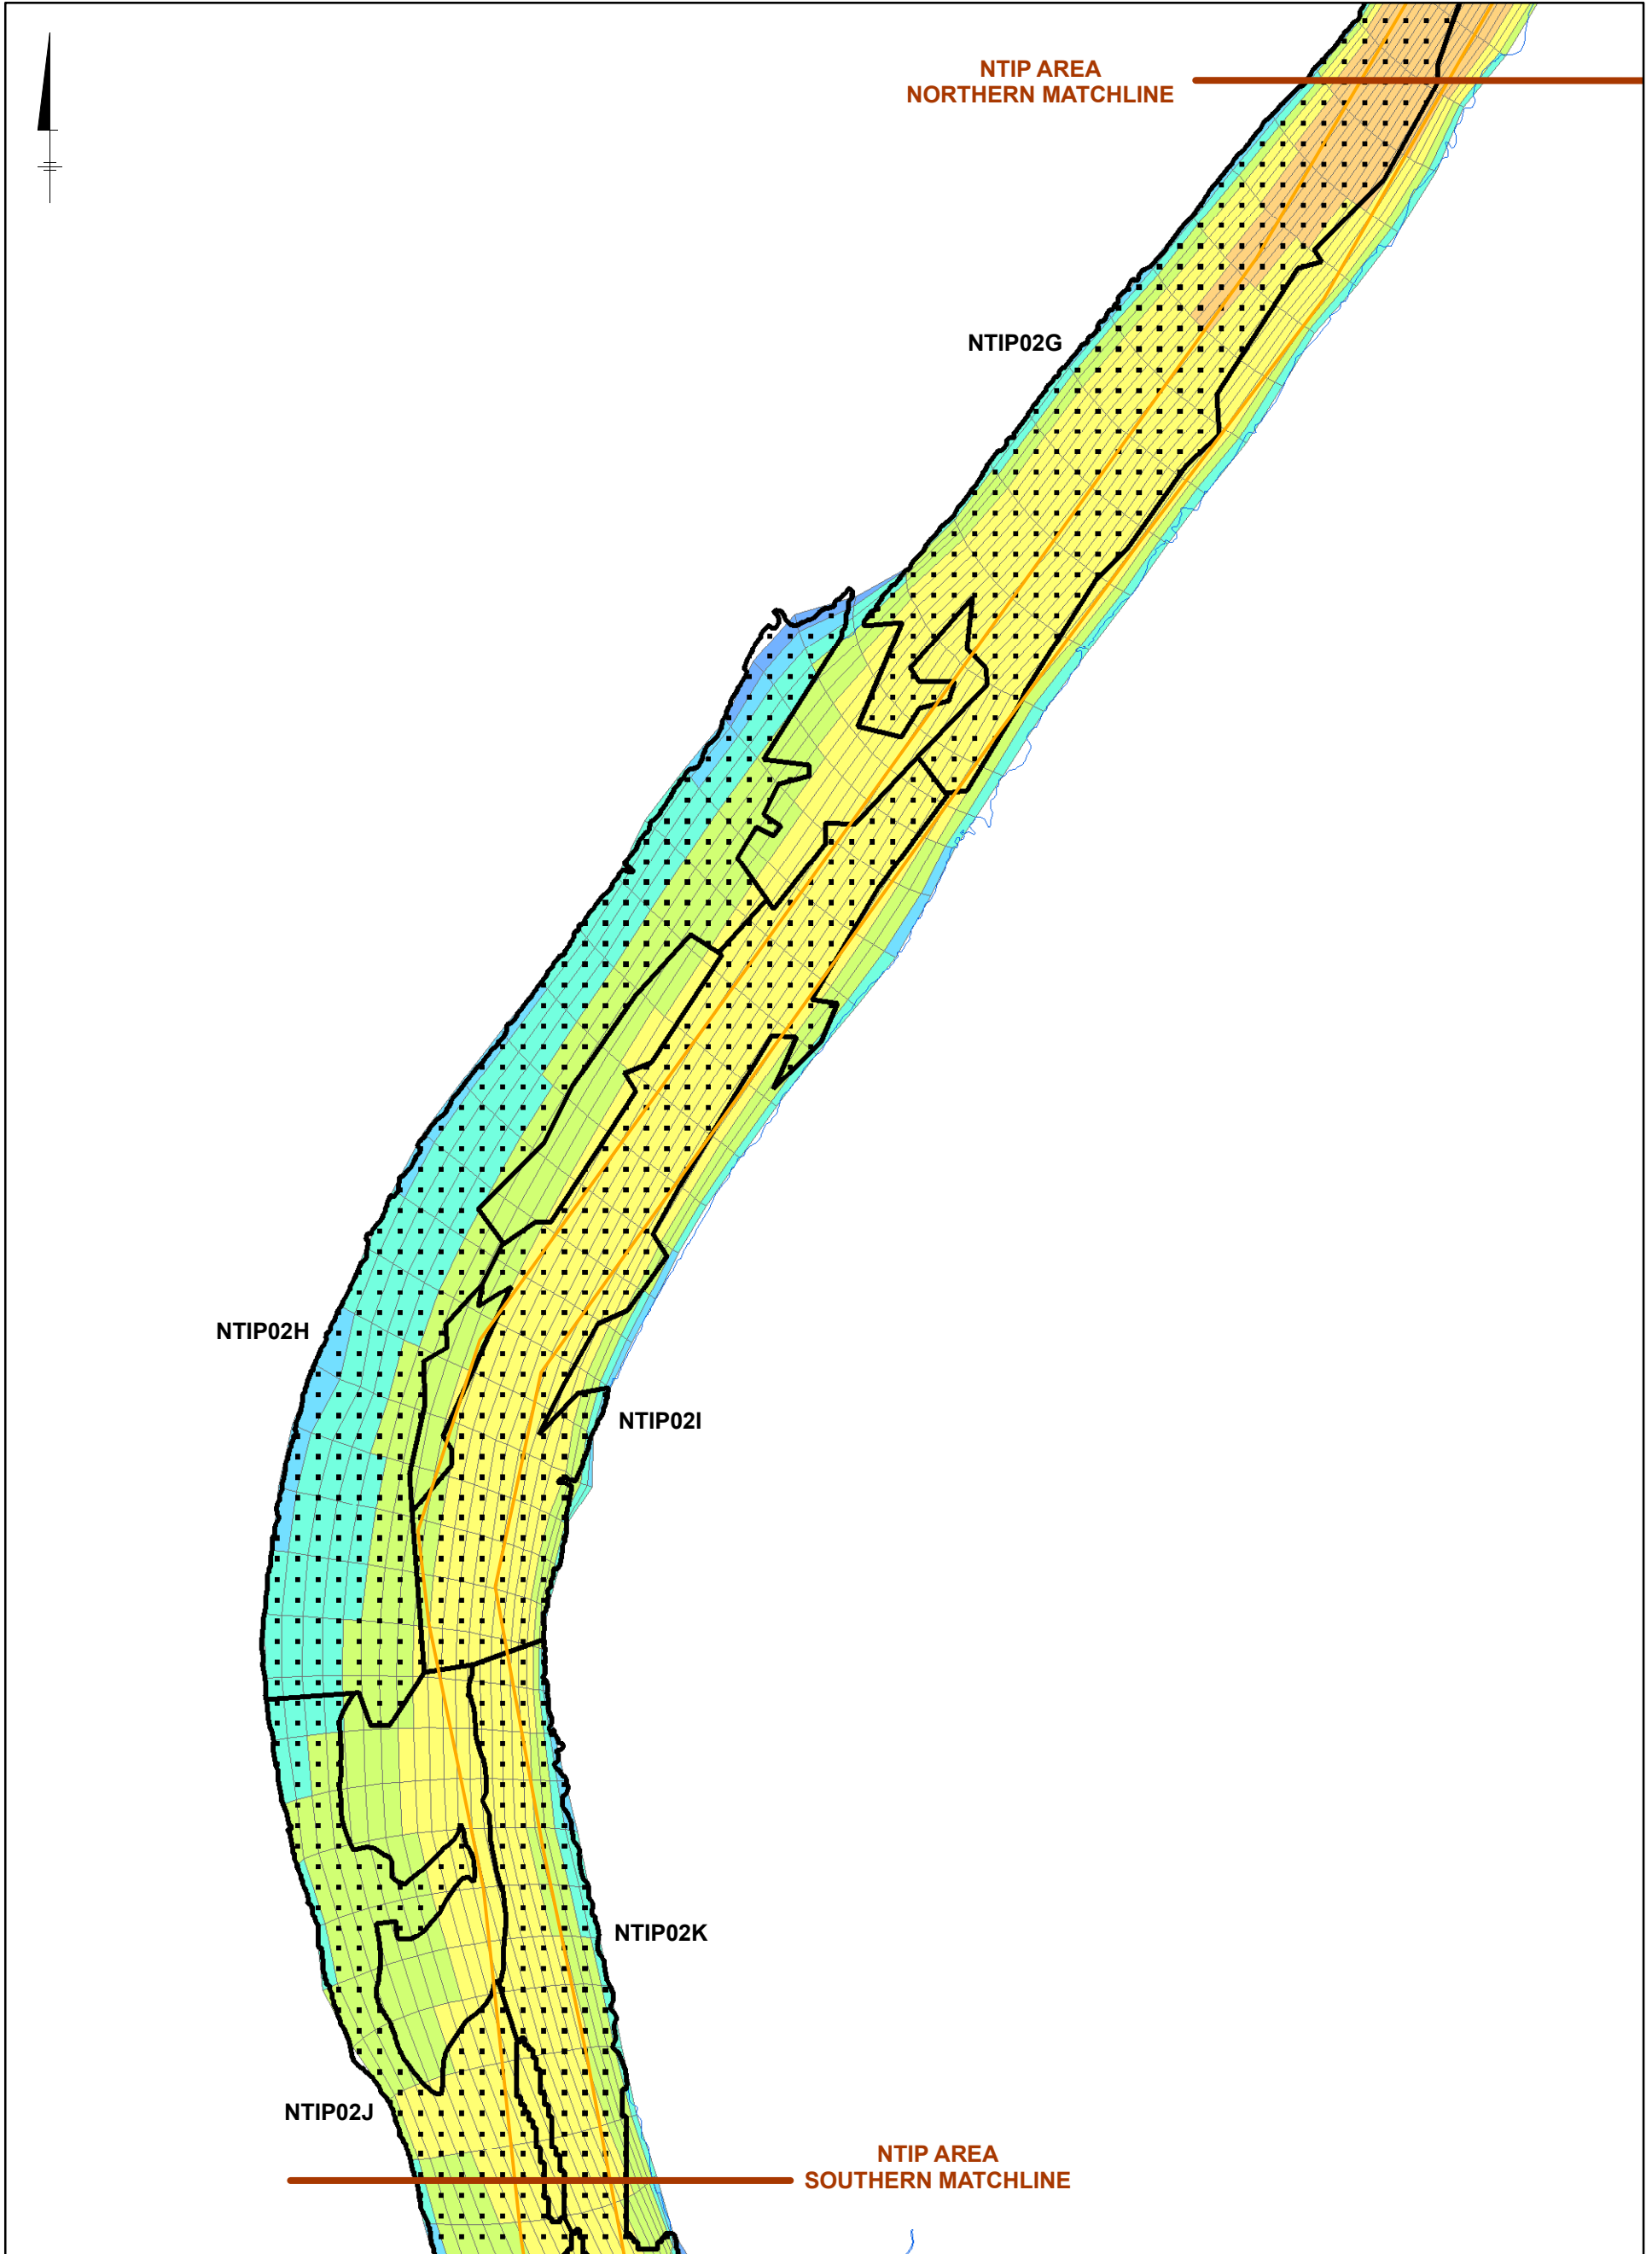 NTIP AREA
NORTHERN MATCHLINE
NTIP02G
NTIP02H
NTIP02I
NTIP02K
NTIP02J
NTIP AREA
SOUTHERN MATCHLINE